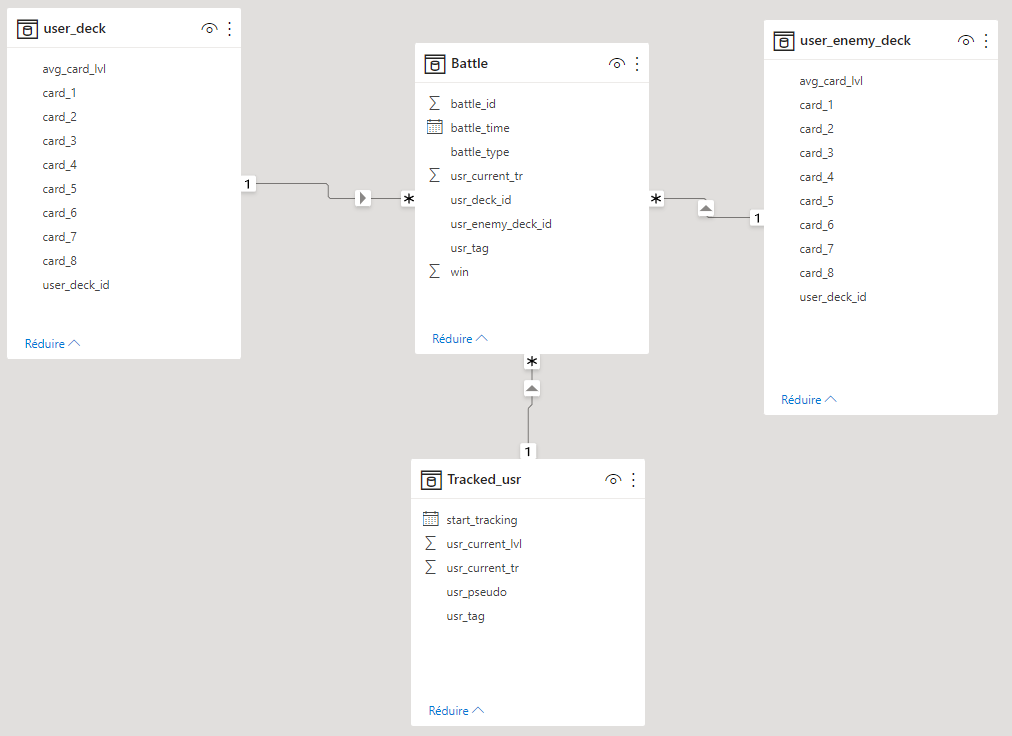 user_deck
avg_card_lvl
card_1
card_2
card_3
card_4
card_5
card_6
card_7
card_8
user_deck_id
Réduire
1
*
Battle
battle_id
battle_time
battle_type
usr_current_tr
usr_deck_id
usr_enemy_deck_id
usr_tag
win
Réduire
*
1
user_enemy_deck
avg_card_lvl
card_1
card_2
card_3
card_4
card_5
card_6
card_7
card_8
user_deck_id
Réduire
*
1
Tracked_usr
start_tracking
usr_current_lvl
usr_current_tr
usr_pseudo
usr_tag
Réduire